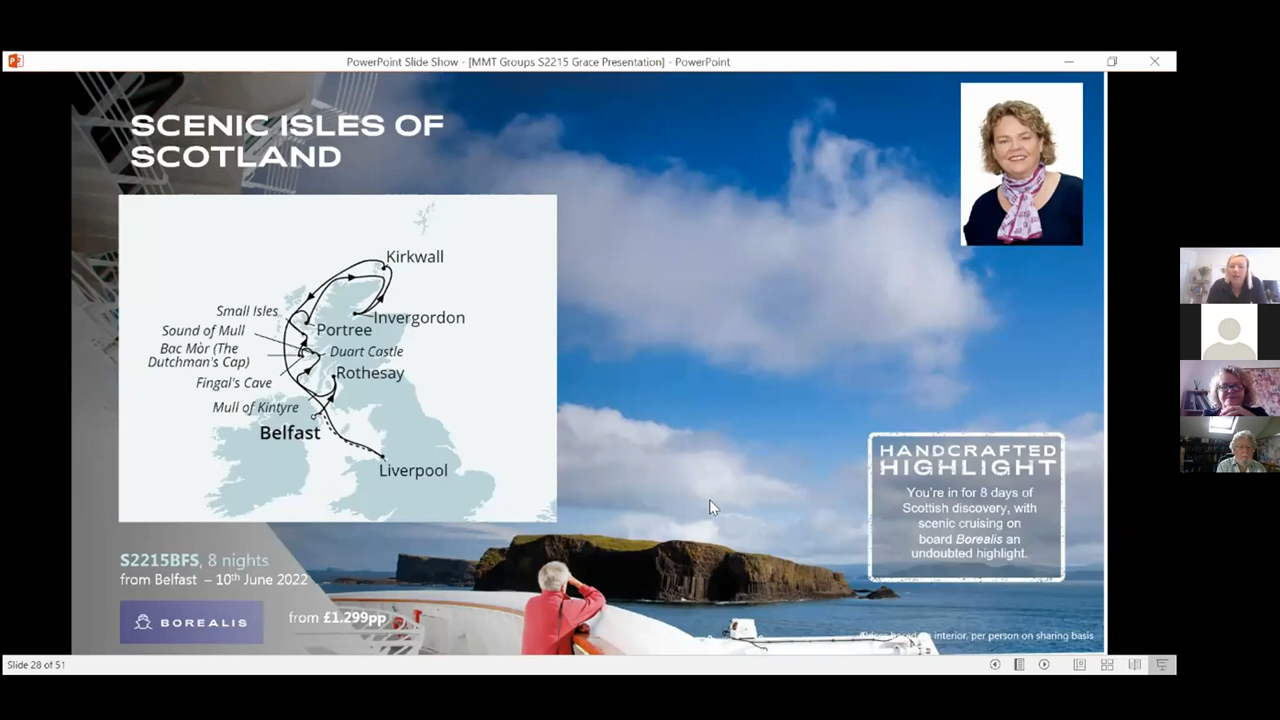 PowerPoint Slide Show - [MMT Groups S2215 Grace Presentation] - PowerPoint
SCENIC ISLES OF
SCOTLAND
Kirkwall
Small Isles
Invergordon
Sound of Mull
Portree
Bac Mòr (The
Dutchman's Cap)
Duart Castle
Fingal's Cave
Rothesay
Mull of Kintyre
Belfast
Liverpool
HANDCRAFTED
HIGHLIGHT
You're in for 8 days of
Scottish discovery, with
scenic cruising on
board Borealis an
undoubted highlight.
S2215BFS, 8 nights
from Belfast – 10th June 2022
BOREALIS
from £1.299pp
interior, per person on sharing basis
Slide 28 of 51